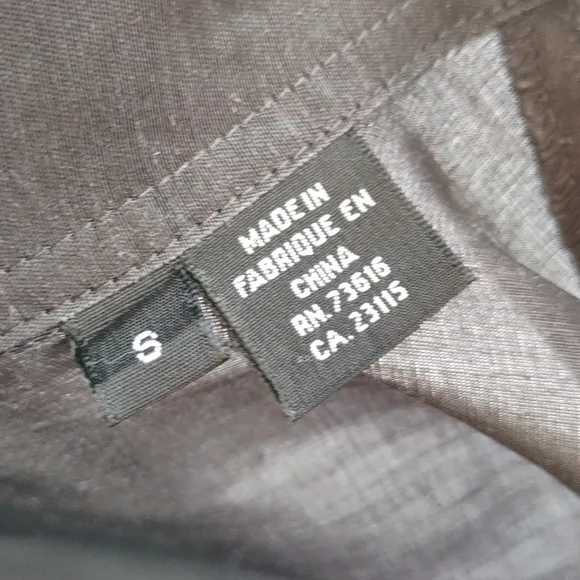 S
MADE IN
FABRIQUE EN
CHINA
RN. 73616
CA. 23115